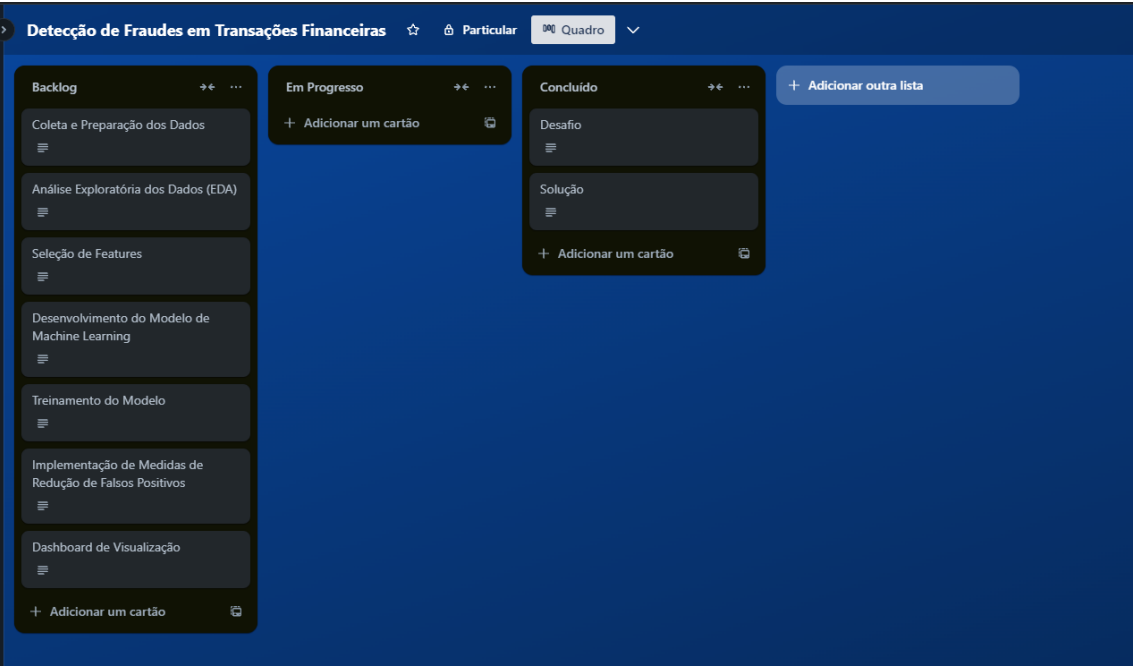 Detecção de Fraudes em Transações Financeiras
Particular
Quadro
Backlog
Coleta e Preparação dos Dados
Análise Exploratória dos Dados (EDA)
Seleção de Features
Desenvolvimento do Modelo de
Machine Learning
Treinamento do Modelo
Implementação de Medidas de
Redução de Falsos Positivos
Dashboard de Visualização
+ Adicionar um cartão
Em Progresso
+ Adicionar um cartão
Concluído
Desafio
Solução
+ Adicionar um cartão
+ Adicionar outra lista